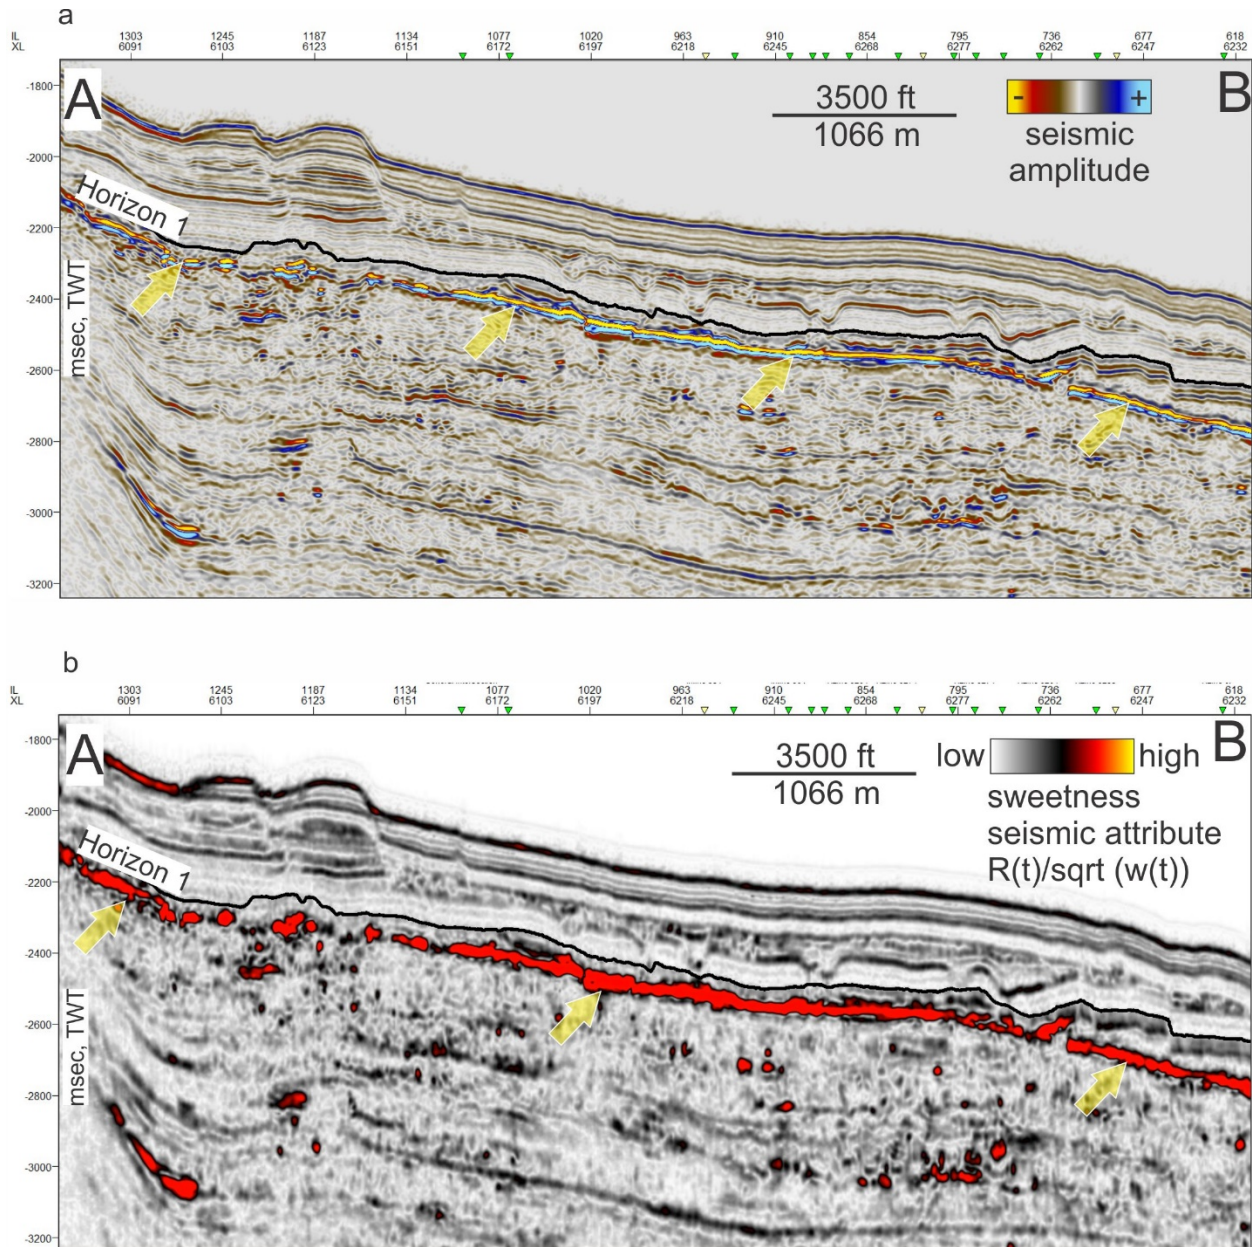 a
IL 1303 1245 1187 1134 1077 1020 963 910 854 795 736 677 618
XL 6091 6103 6123 6151 6172 6197 6218 6245 6268 6277 6262 6247 6232
A
B
3500 ft
1066 m
- +
seismic
amplitude
-1800
-2000
-2200
-2400
-2600
-2800
-3000
-3200
Horizon 1
msec, TWT
b
IL 1303 1245 1187 1134 1077 1020 963 910 854 795 736 677 618
XL 6091 6103 6123 6151 6172 6197 6218 6245 6268 6277 6262 6247 6232
A
B
3500 ft
1066 m
low high
sweetness
seismic attribute
R(t)/sqrt (w(t))
-1800
-2000
-2200
-2400
-2600
-2800
-3000
-3200
Horizon 1
msec, TWT